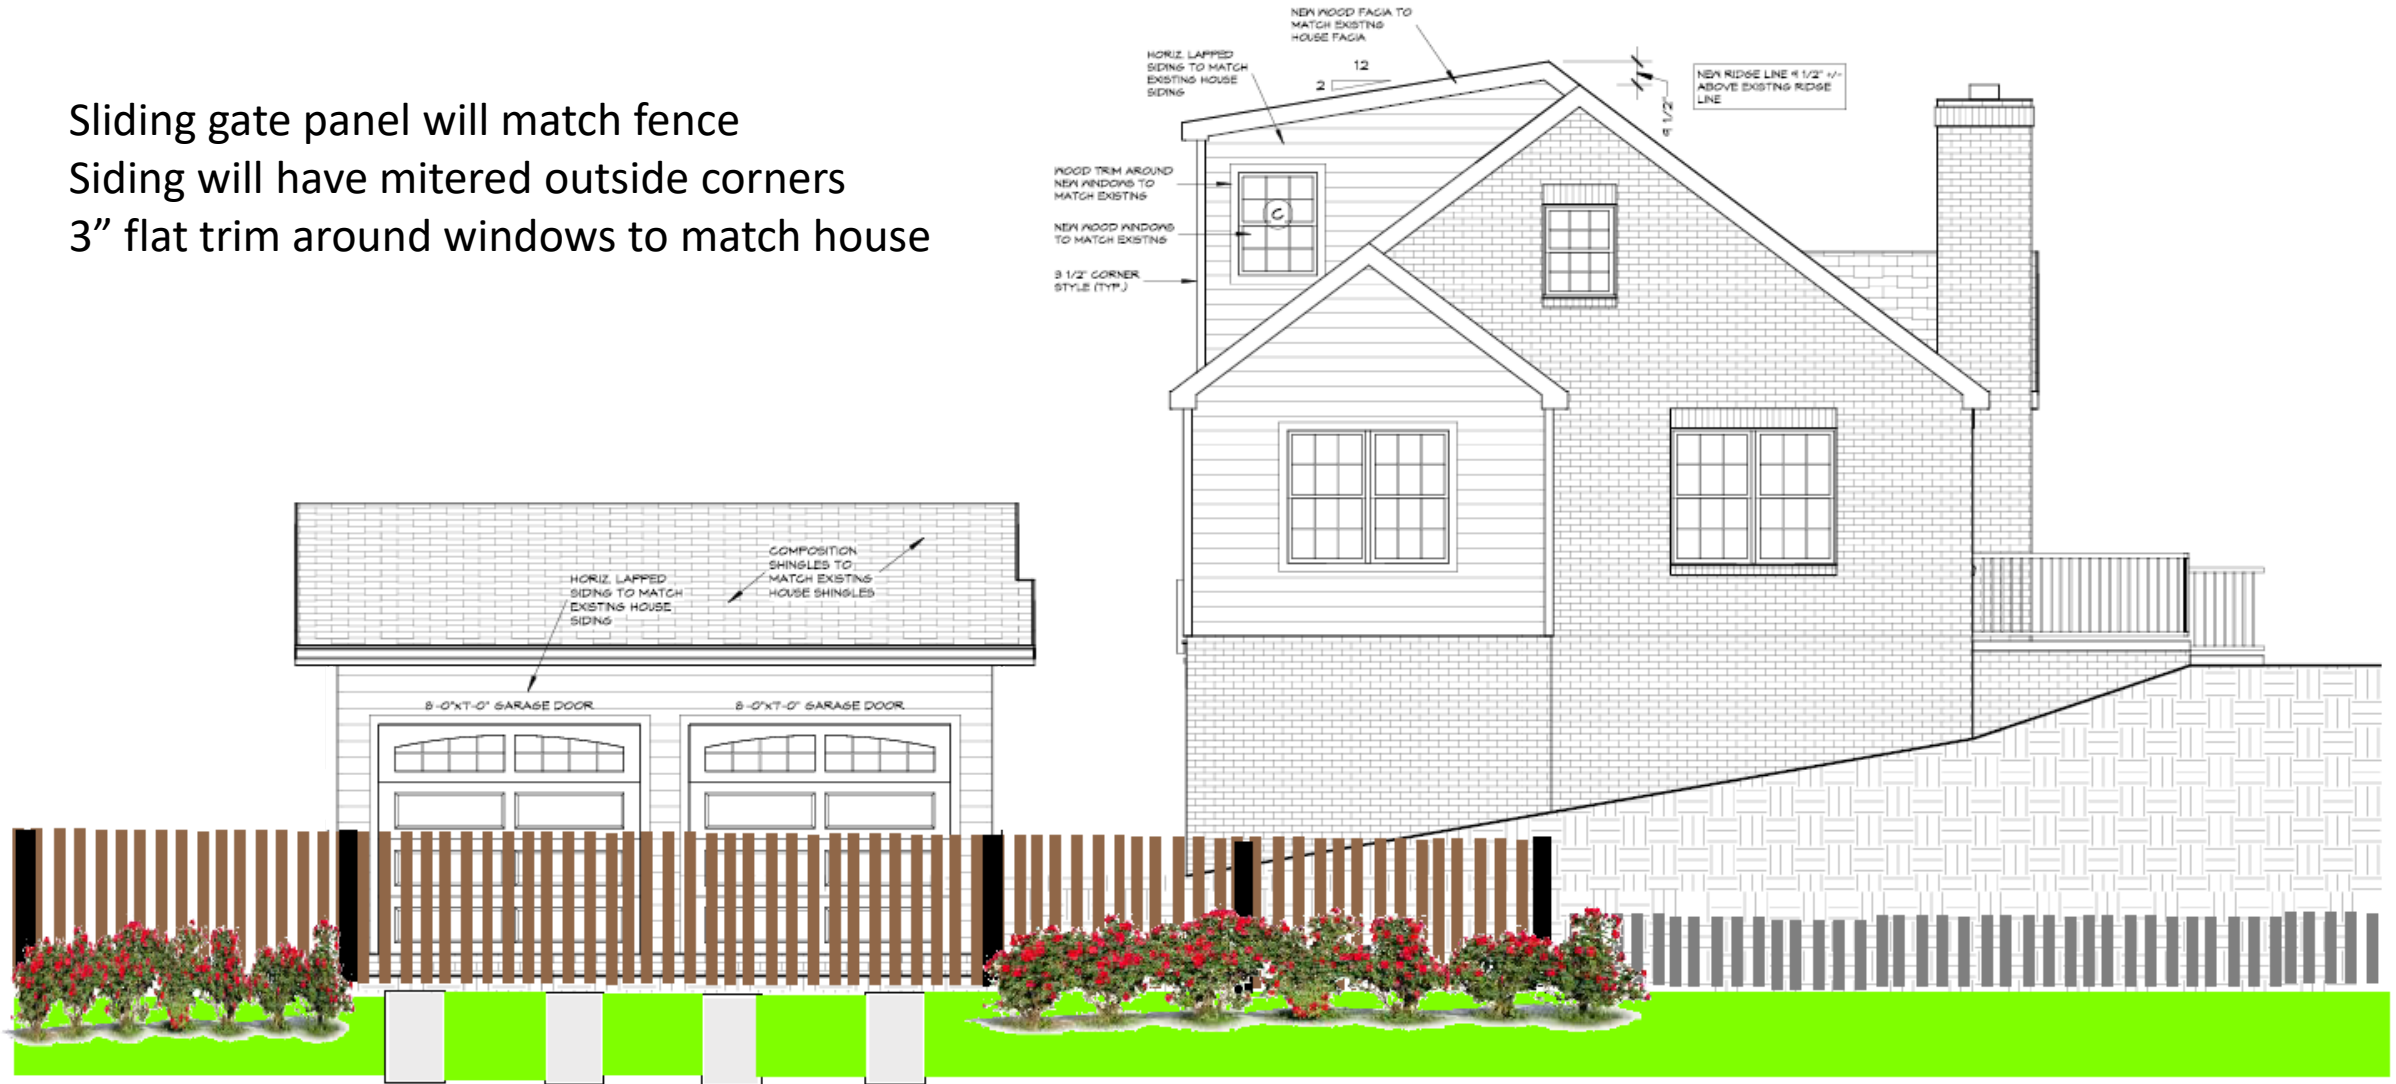 Sliding gate panel will match fence
Siding will have mitered outside corners
3” flat trim around windows to match house
NEW WOOD FACIA TO
MATCH EXISTING
HOUSE FACIA
HORIZ. LAPPED
SIDING TO MATCH
EXISTING HOUSE
SIDING
12
2
NEW RIDGE LINE 9 1/2" +/-
ABOVE EXISTING RIDGE
LINE
9 1/2"
WOOD TRIM AROUND
NEW WINDOWS TO
MATCH EXISTING
C
NEW WOOD WINDOWS
TO MATCH EXISTING
3 1/2" CORNER
STYLE (TYP.)
COMPOSITION
SHINGLES TO
MATCH EXISTING
HOUSE SHINGLES
HORIZ. LAPPED
SIDING TO MATCH
EXISTING HOUSE
SIDING
8'-0"X7'-0" GARAGE DOOR
8'-0"X7'-0" GARAGE DOOR